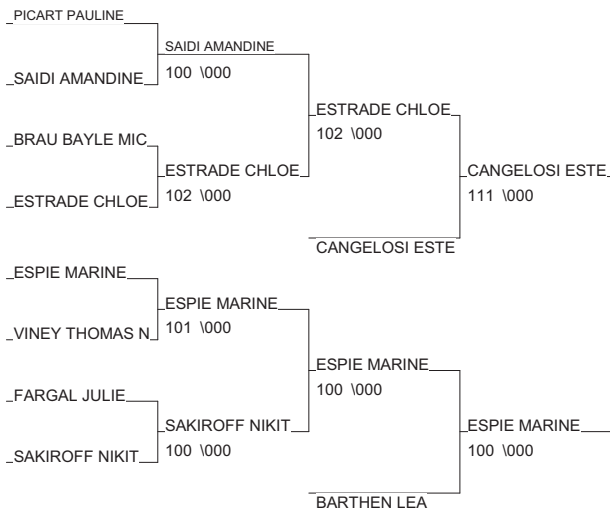 PICART PAULINE
SAIDI AMANDINE
100 \000
SAIDI AMANDINE
ESTRADE CHLOE
102 \000
BRAU BAYLE MIC
ESTRADE CHLOE
102 \000
CANGELOSI ESTE
111 \000
ESTRADE CHLOE
CANGELOSI ESTE
ESPIE MARINE
ESPIE MARINE
101 \000
VINEY THOMAS N
ESPIE MARINE
100 \000
FARGAL JULIE
SAKIROFF NIKIT
100 \000
ESPIE MARINE
100 \000
SAKIROFF NIKIT
BARTHEN LEA